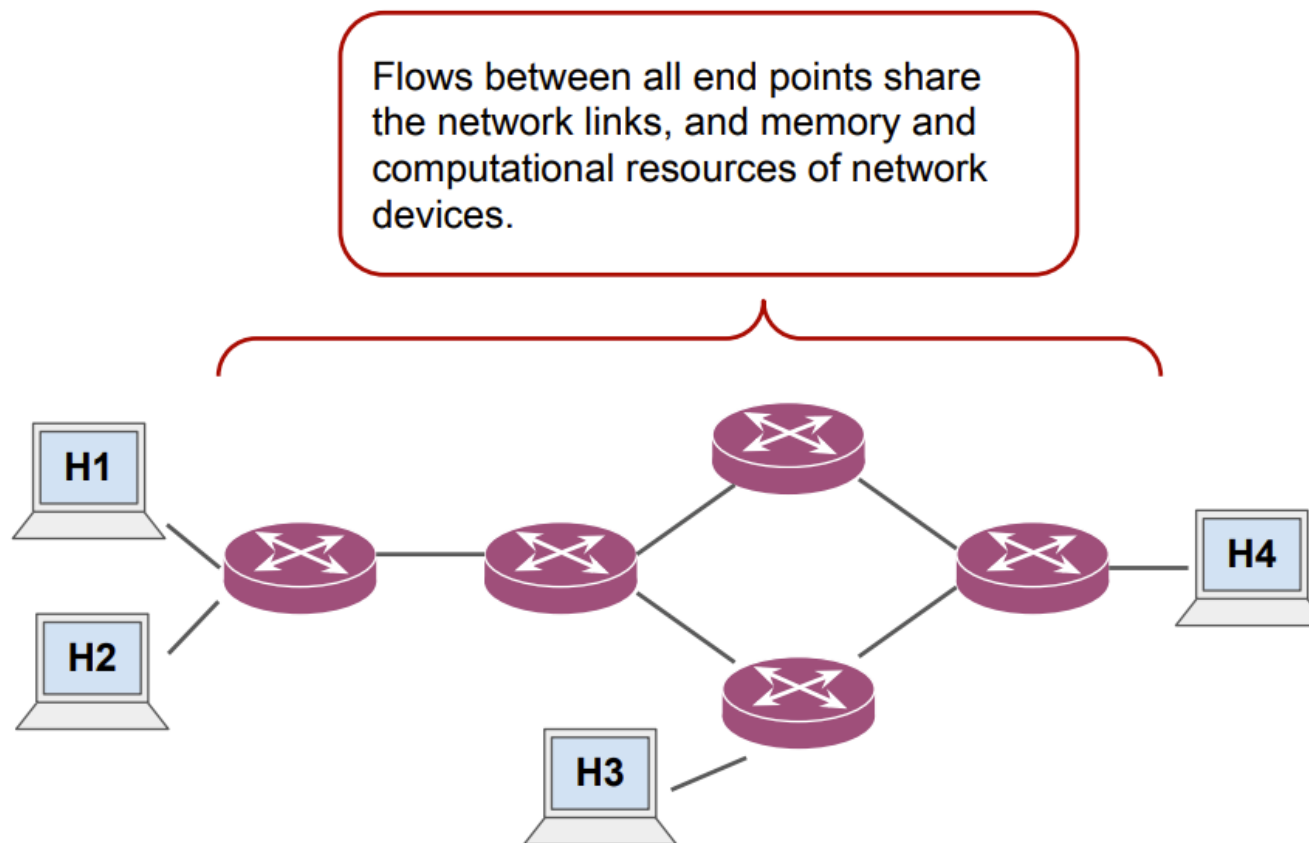 Flows between all end points share
the network links, and memory and
computational resources of network
devices.
H1
H2
H3
H4